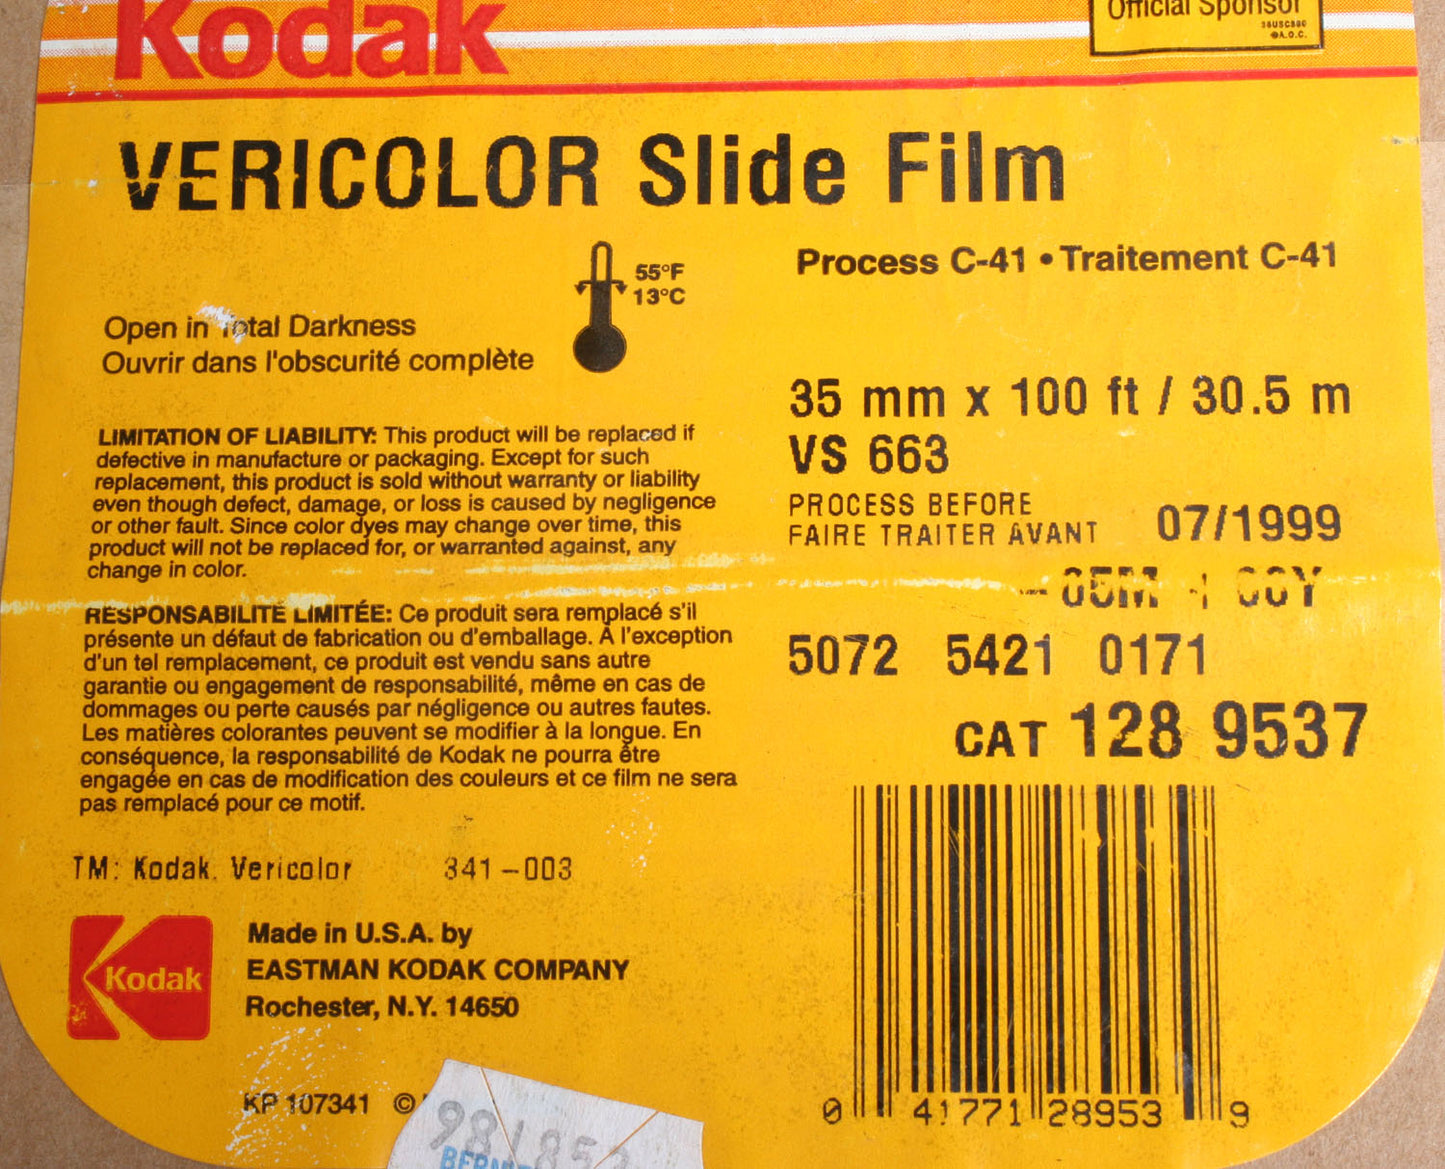 Kodak
Official Sponsor
36USC380
©A.O.C.
VERICOLOR Slide Film
55°F
13°C
Process C-41 • Traitement C-41
Open in Total Darkness
Ouvrir dans l'obscurité complète
35 mm x 100 ft / 30.5 m
VS 663
PROCESS BEFORE
FAIRE TRAITER AVANT 07/1999
5072 5421 0171
CAT 128 9537
LIMITATION OF LIABILITY: This product will be replaced if
defective in manufacture or packaging. Except for such
replacement, this product is sold without warranty or liability
even though defect, damage, or loss is caused by negligence
or other fault. Since color dyes may change over time, this
product will not be replaced for, or warranted against, any
change in color.
RESPONSABILITÉ LIMITÉE: Ce produit sera remplacé s'il
présente un défaut de fabrication ou d'emballage. À l'exception
d'un tel remplacement, ce produit est vendu sans autre
garantie ou engagement de responsabilité, même en cas de
dommages ou perte causés par négligence ou autres fautes.
Les matières colorantes peuvent se modifier à la longue. En
conséquence, la responsabilité de Kodak ne pourra être
engagée en cas de modification des couleurs et ce film ne sera
pas remplacé pour ce motif.
TM: Kodak. Vericolor 341-003
Kodak
Made in U.S.A. by
EASTMAN KODAK COMPANY
Rochester, N.Y. 14650
KP 107341 ©
0 41771 28953 9